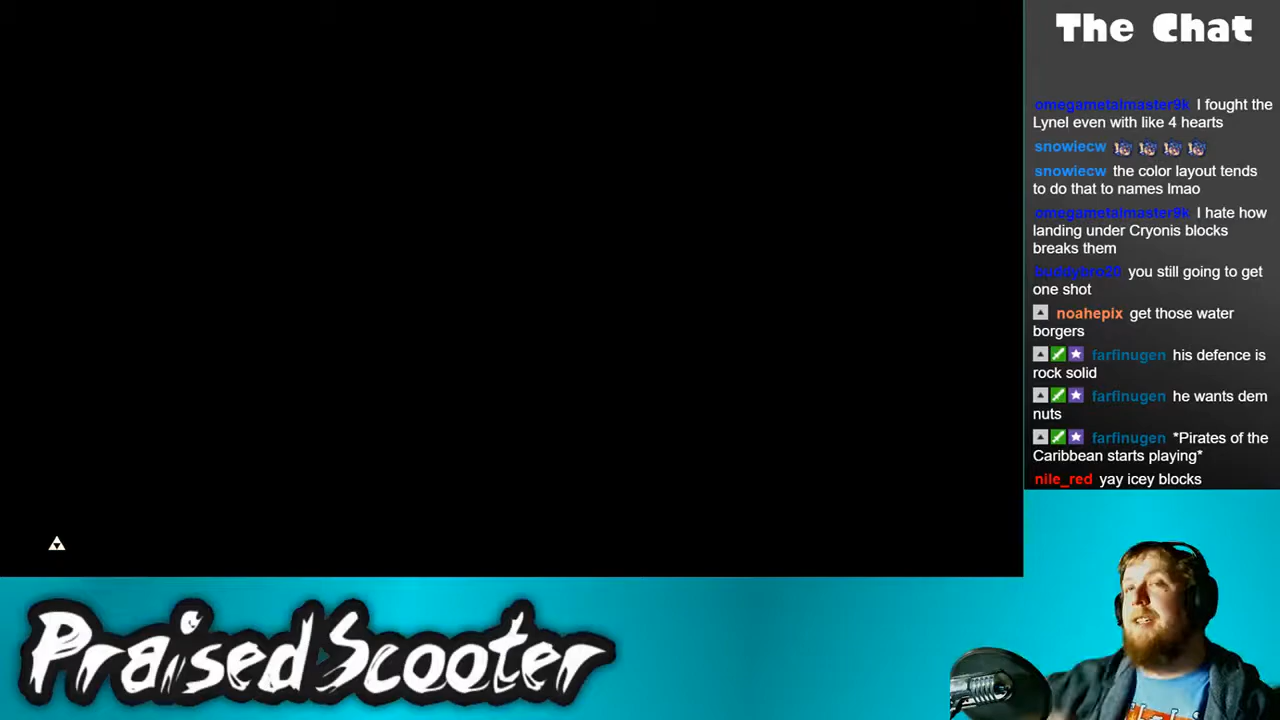 The Chat
omegametalmaster9k I fought the
Lynel even with like 4 hearts
snowiecw
snowiecw the color layout tends
to do that to names lmao
omegametalmaster9k I hate how
landing under Cryonis blocks
breaks them
buddybro20 you still going to get
one shot
noahepix get those water
borgers
farfinugen his defence is
rock solid
farfinugen he wants dem
nuts
farfinugen *Pirates of the
Caribbean starts playing*
nile_red yay icey blocks
PraisedScooter